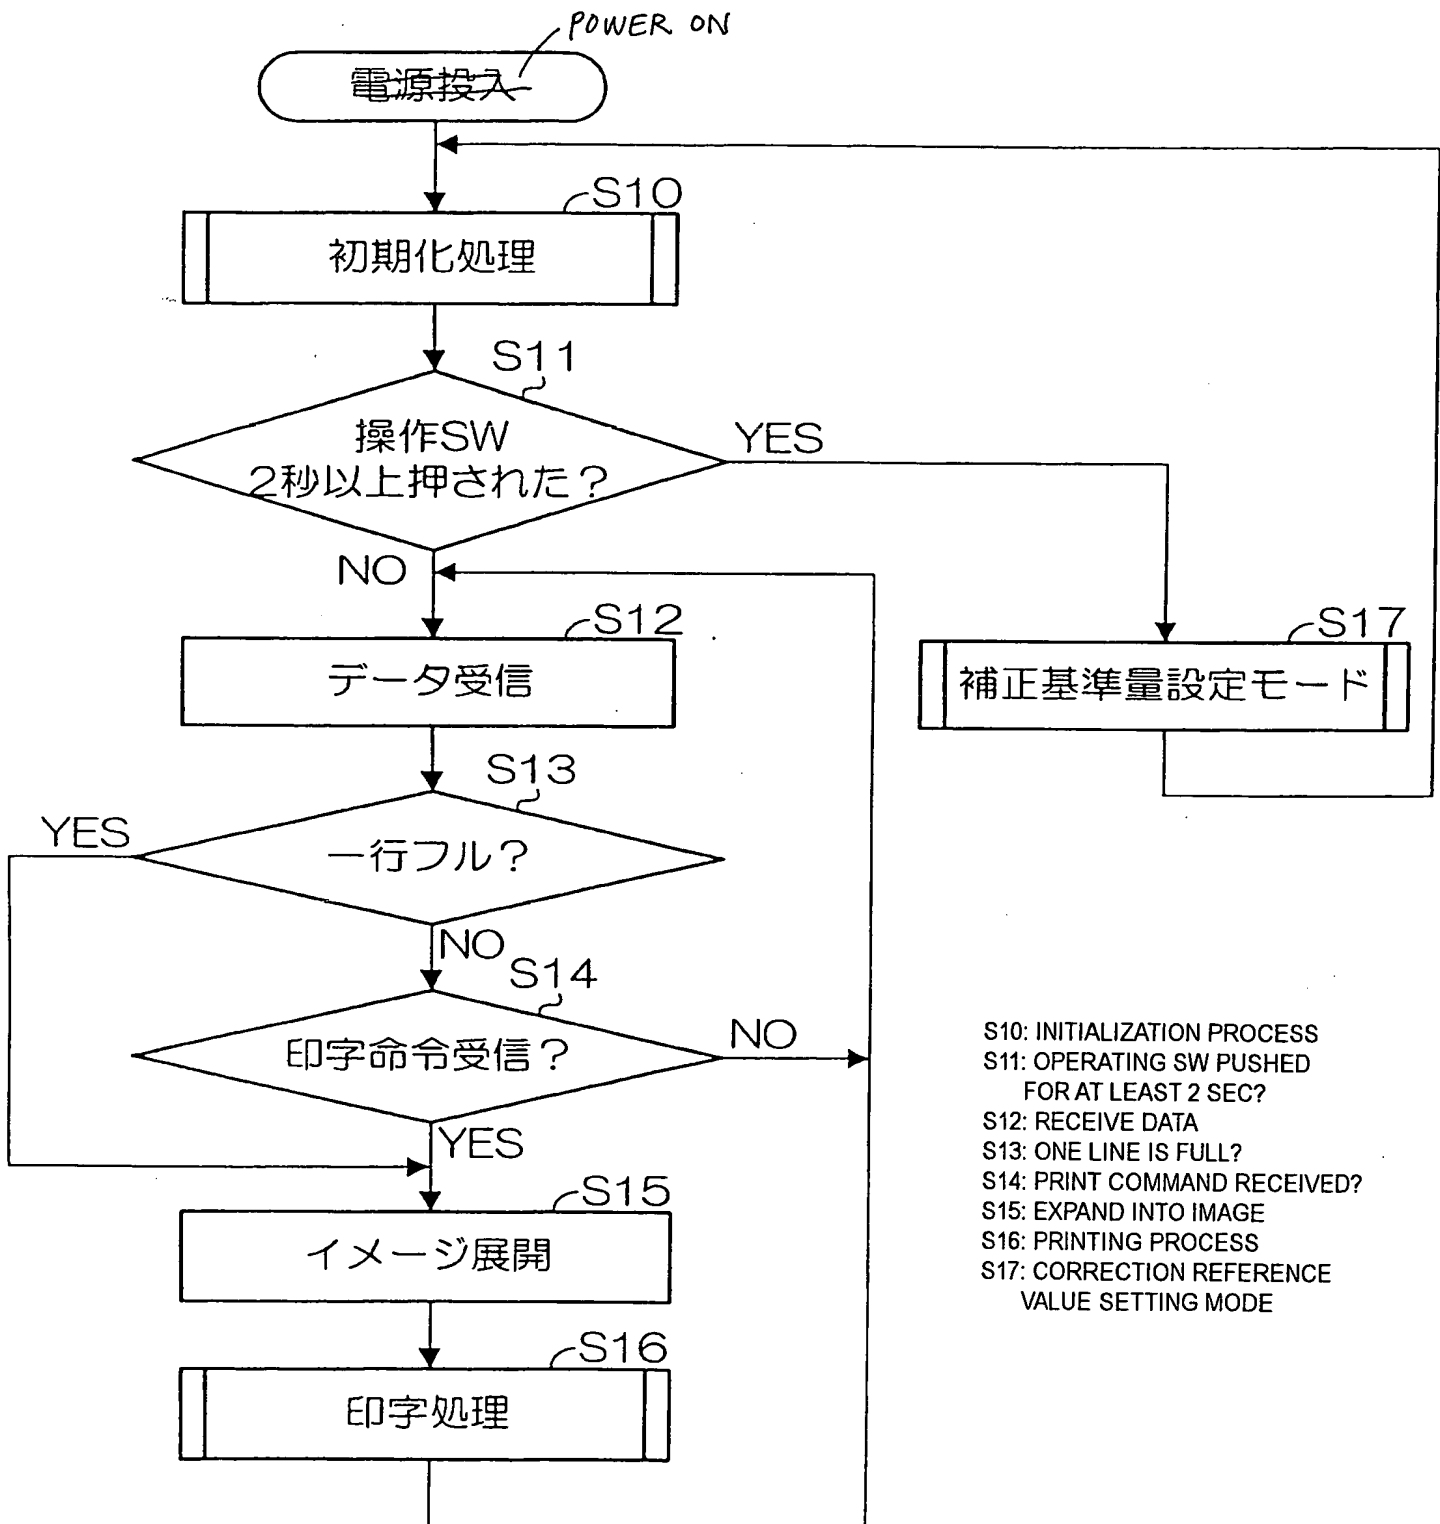 POWER ON
電源投入
S10
初期化処理
S11
操作SW
2秒以上押された?
YES
NO
S12
データ受信
S17
補正基準量設定モード
S13
YES
一行フル?
NO
S14
印字命令受信?
NO
YES
S15
イメージ展開
S16
印字処理
S10: INITIALIZATION PROCESS
S11: OPERATING SW PUSHED
FOR AT LEAST 2 SEC?
S12: RECEIVE DATA
S13: ONE LINE IS FULL?
S14: PRINT COMMAND RECEIVED?
S15: EXPAND INTO IMAGE
S16: PRINTING PROCESS
S17: CORRECTION REFERENCE
VALUE SETTING MODE